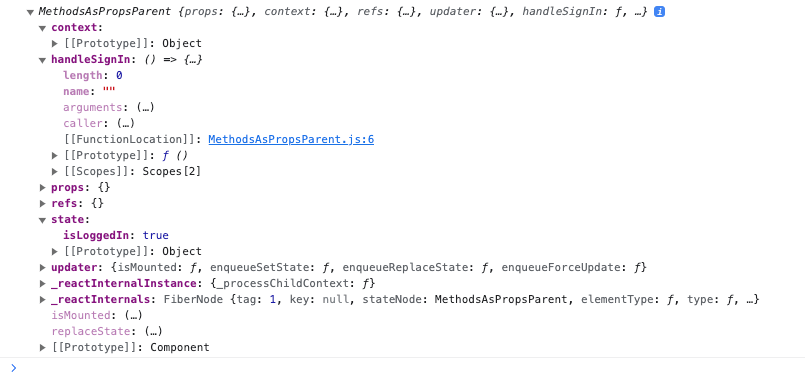 MethodsAsPropsParent {props: {…}, context: {…}, refs: {…}, updater: {…}, handleSignIn: ƒ, …} i
context:
[[Prototype]]: Object
handleSignIn: () => {…}
length: 0
name: ""
arguments: (…)
caller: (…)
[[FunctionLocation]]: MethodsAsPropsParent.js:6
[[Prototype]]: ƒ ()
[[Scopes]]: Scopes[2]
props: {}
refs: {}
state:
isLoggedIn: true
[[Prototype]]: Object
updater: {isMounted: ƒ, enqueueSetState: ƒ, enqueueReplaceState: ƒ, enqueueForceUpdate: ƒ}
_reactInternalInstance: {_processChildContext: ƒ}
_reactInternals: FiberNode {tag: 1, key: null, stateNode: MethodsAsPropsParent, elementType: ƒ, type: ƒ, …}
isMounted: (…)
replaceState: (…)
[[Prototype]]: Component